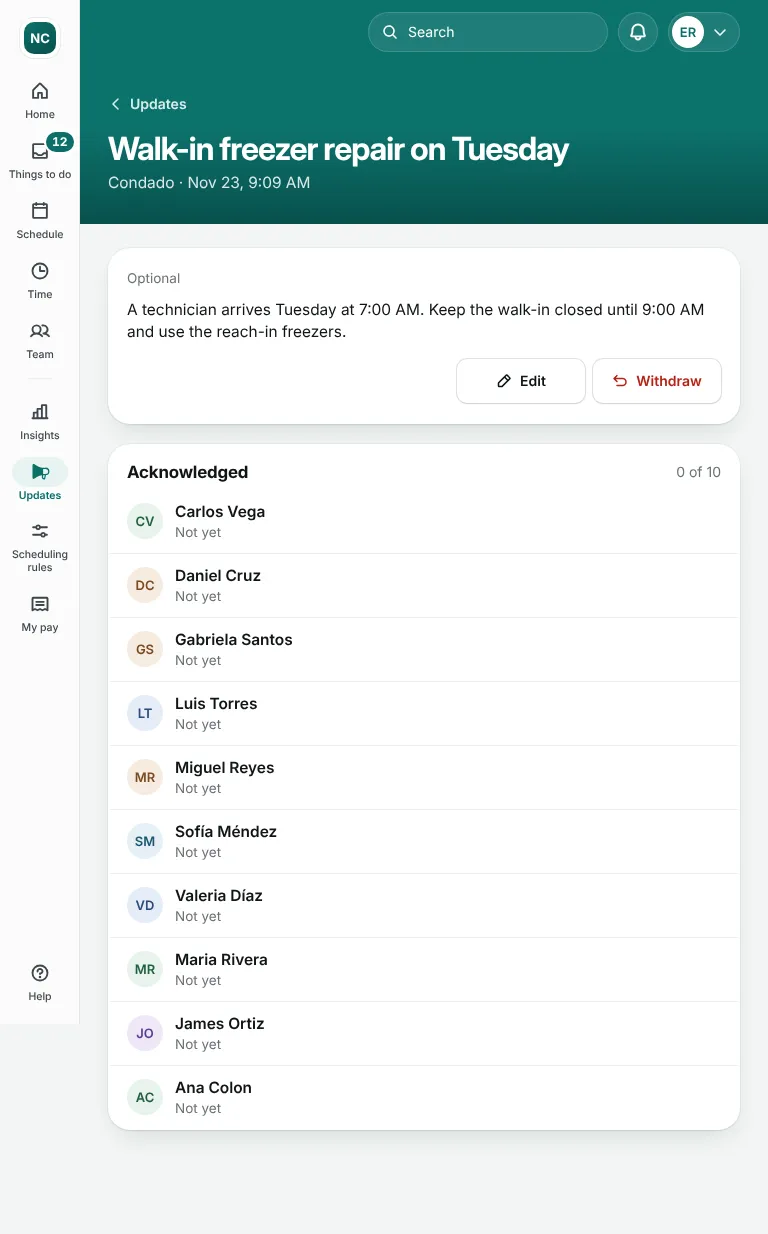 NC
Search
ER
Home
12
Things to do
Schedule
Time
Team
Insights
Updates
Scheduling
rules
My pay
Help
Updates
Walk-in freezer repair on Tuesday
Condado · Nov 23, 9:09 AM
Optional
A technician arrives Tuesday at 7:00 AM. Keep the walk-in closed until 9:00 AM
and use the reach-in freezers.
Edit
Withdraw
Acknowledged
0 of 10
CV
Carlos Vega
Not yet
DC
Daniel Cruz
Not yet
GS
Gabriela Santos
Not yet
LT
Luis Torres
Not yet
MR
Miguel Reyes
Not yet
SM
Sofía Méndez
Not yet
VD
Valeria Díaz
Not yet
MR
Maria Rivera
Not yet
JO
James Ortiz
Not yet
AC
Ana Colon
Not yet